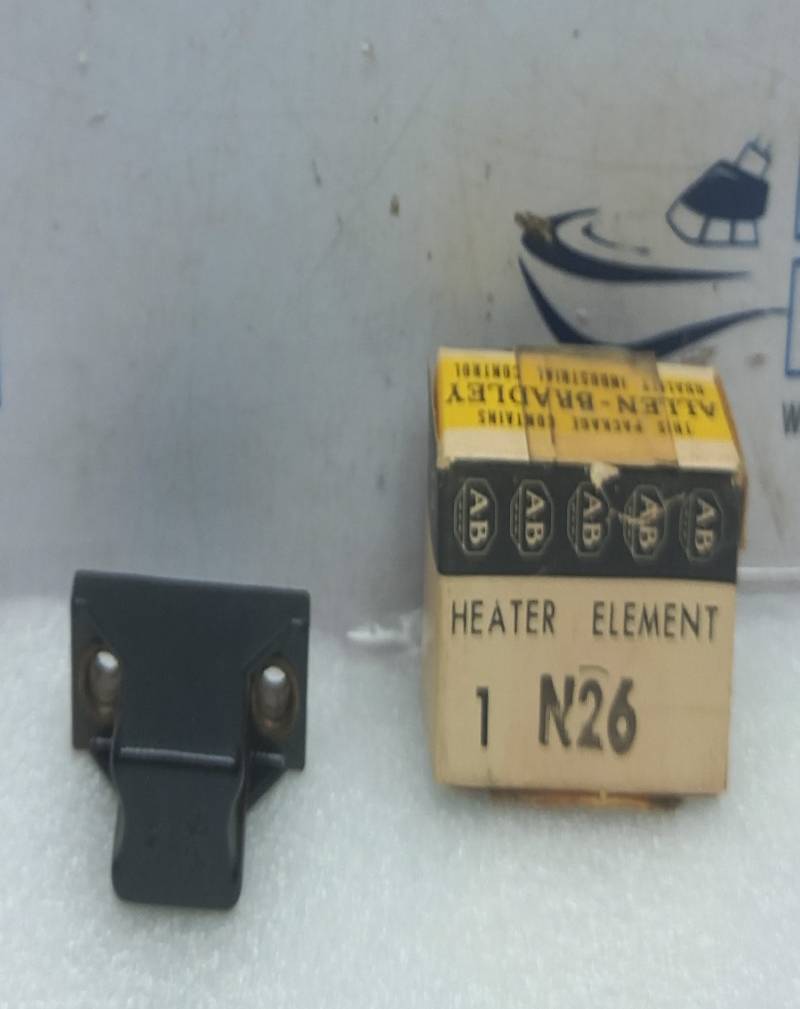 THIS PACKAGE CONTAINS
ALLEN-BRADLEY
QUALITY INDUSTRIAL CONTROL
AB AB AB AB AB
HEATER ELEMENT
1 N26
W